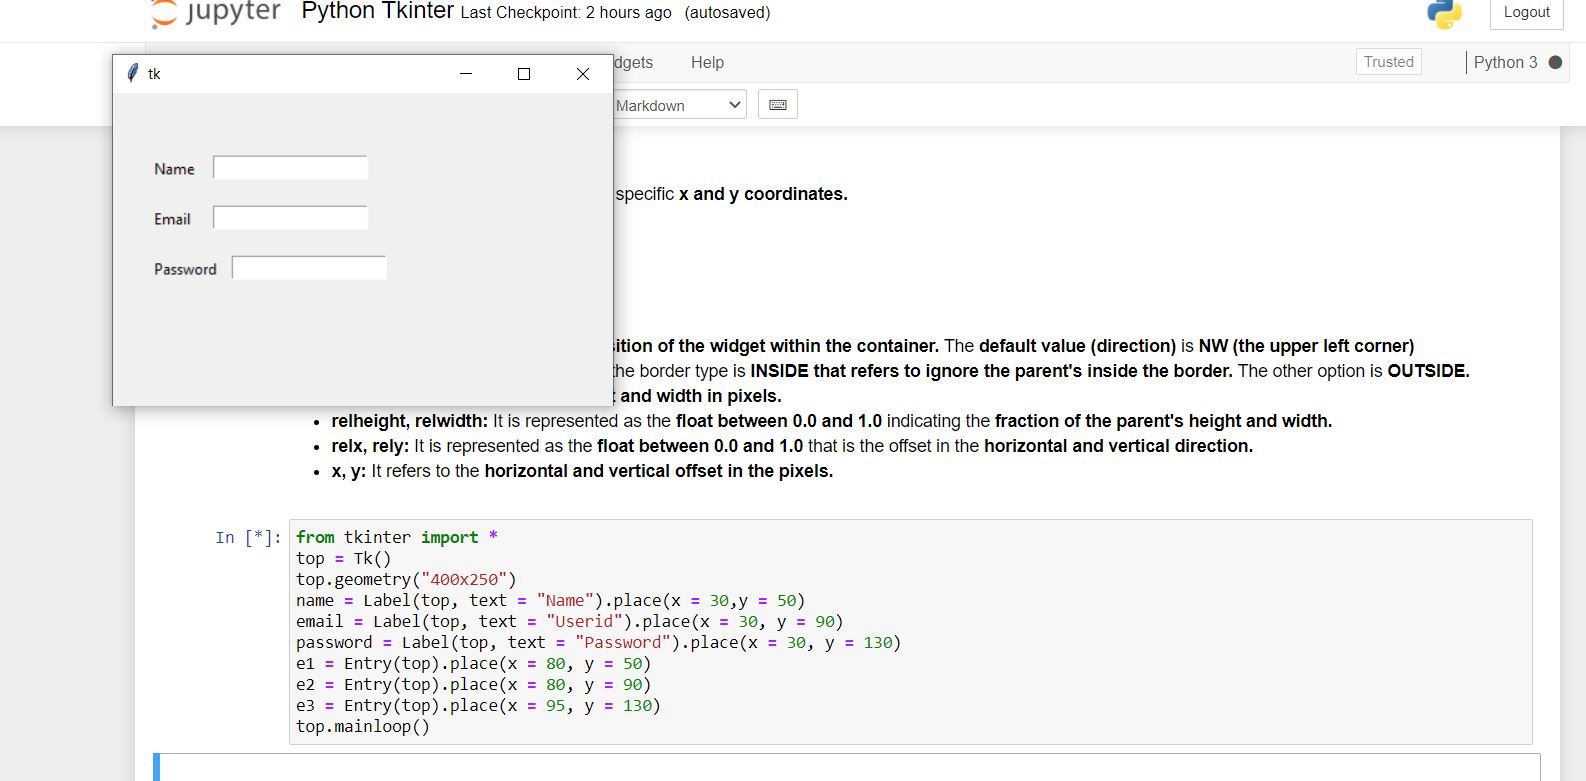 jupyter Python Tkinter Last Checkpoint: 2 hours ago (autosaved)
Logout
tk
dgets Help
Trusted
Python 3
Markdown
Name
Email
Password
specific x and y coordinates.
ition of the widget within the container. The default value (direction) is NW (the upper left corner)
the border type is INSIDE that refers to ignore the parent's inside the border. The other option is OUTSIDE.
t and width in pixels.
• relheight, relwidth: It is represented as the float between 0.0 and 1.0 indicating the fraction of the parent's height and width.
• relx, rely: It is represented as the float between 0.0 and 1.0 that is the offset in the horizontal and vertical direction.
• x, y: It refers to the horizontal and vertical offset in the pixels.
In [*]:
from tkinter import *
top = Tk()
top.geometry("400x250")
name = Label(top, text = "Name").place(x = 30,y = 50)
email = Label(top, text = "Userid").place(x = 30, y = 90)
password = Label(top, text = "Password").place(x = 30, y = 130)
e1 = Entry(top).place(x = 80, y = 50)
e2 = Entry(top).place(x = 80, y = 90)
e3 = Entry(top).place(x = 95, y = 130)
top.mainloop()